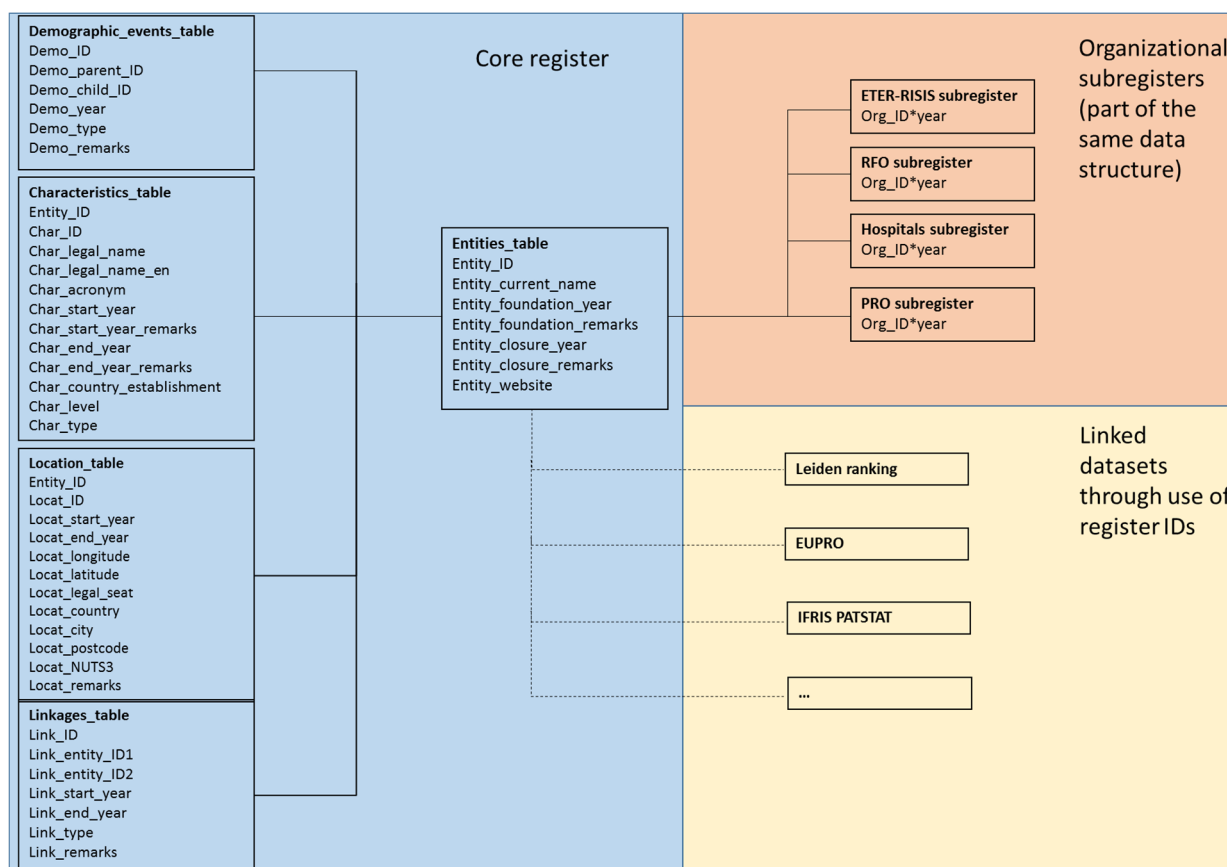 Demographic_events_table
Demo_ID
Demo_parent_ID
Demo_child_ID
Demo_year
Demo_type
Demo_remarks
Characteristics_table
Entity_ID
Char_ID
Char_legal_name
Char_legal_name_en
Char_acronym
Char_start_year
Char_start_year_remarks
Char_end_year
Char_end_year_remarks
Char_country_establishment
Char_level
Char_type
Location_table
Entity_ID
Locat_ID
Locat_start_year
Locat_end_year
Locat_longitude
Locat_latitude
Locat_legal_seat
Locat_country
Locat_city
Locat_postcode
Locat_NUTS3
Locat_remarks
Linkages_table
Link_ID
Link_entity_ID1
Link_entity_ID2
Link_start_year
Link_end_year
Link_type
Link_remarks
Core register
Entities_table
Entity_ID
Entity_current_name
Entity_foundation_year
Entity_foundation_remarks
Entity_closure_year
Entity_closure_remarks
Entity_website
ETER-RISIS subregister
Org_ID*year
RFO subregister
Org_ID*year
Hospitals subregister
Org_ID*year
PRO subregister
Org_ID*year
Organizational
subregisters
(part of the
same data
structure)
Leiden ranking
EUPRO
IFRIS PATSTAT
...
Linked
datasets
through use of
register IDs